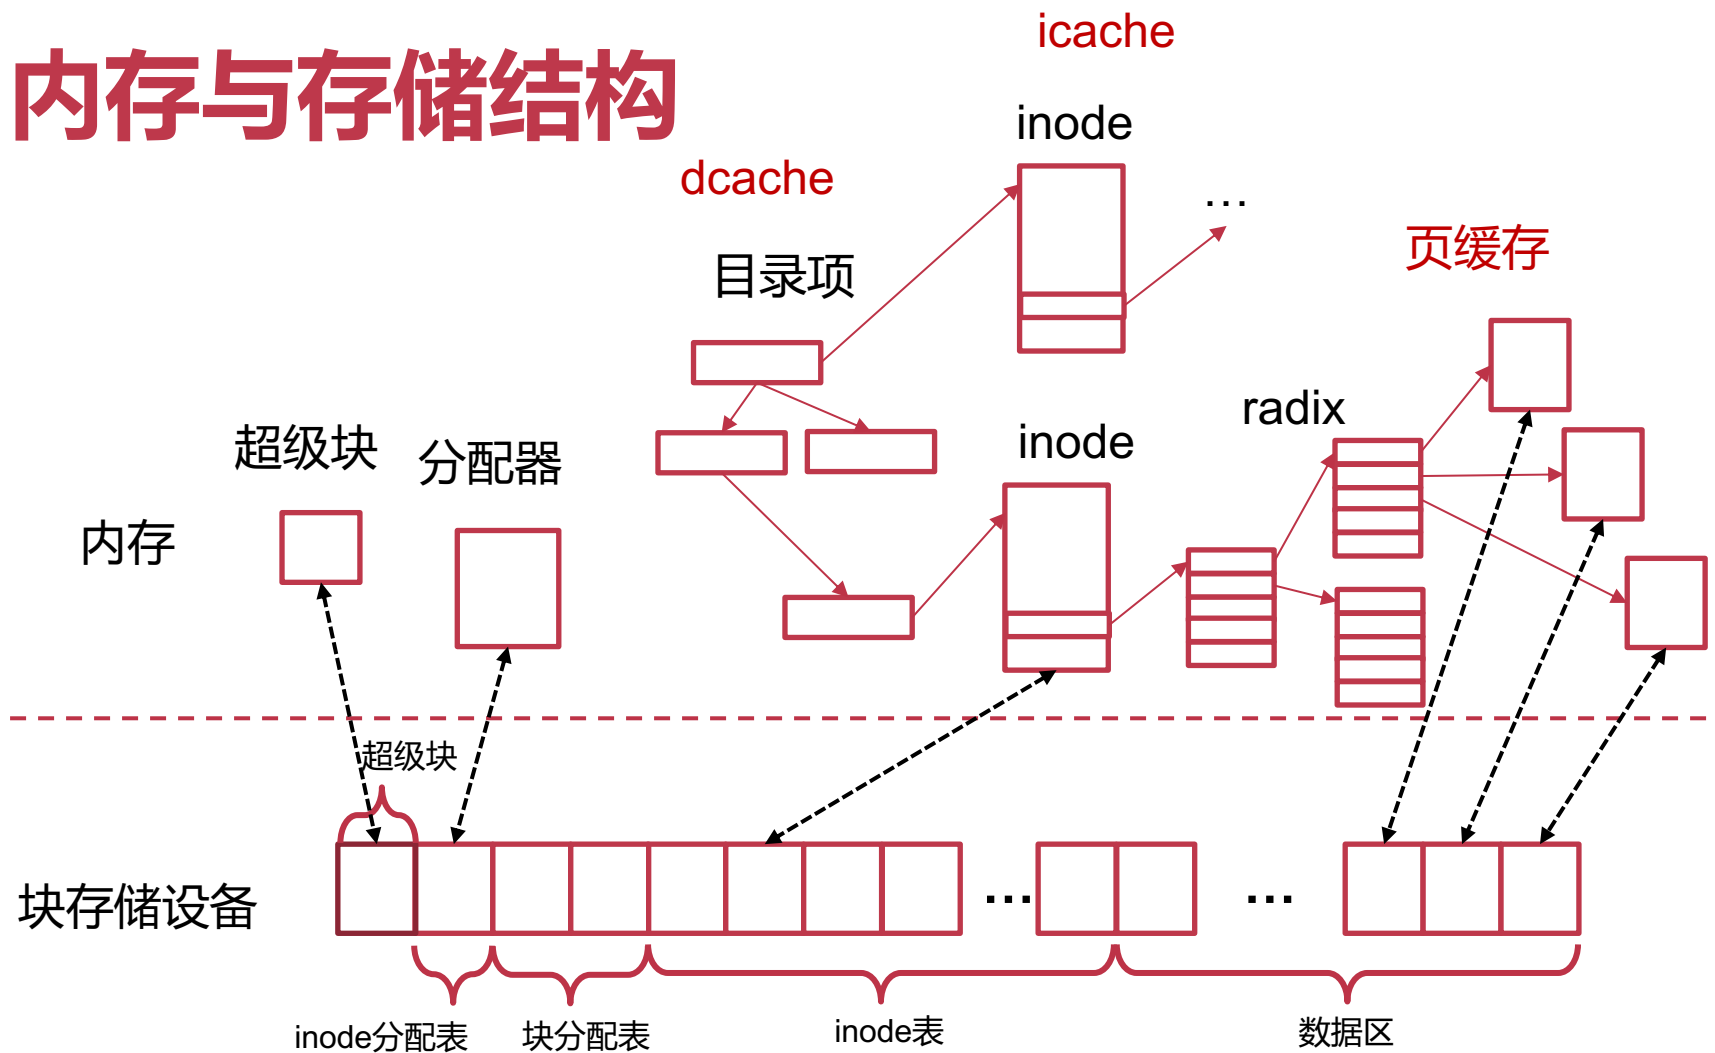 内存与存储结构
icache
inode
dcache
…
页缓存
目录项
radix
inode
超级块
分配器
内存
超级块
块存储设备
…
…
inode分配表
块分配表
inode表
数据区